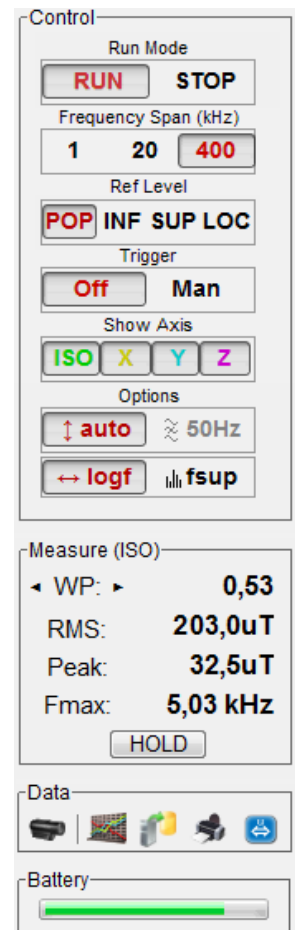 Control
Run Mode
RUN STOP
Frequency Span (kHz)
1 20 400
Ref Level
POP INF SUP LOC
Trigger
Off Man
Show Axis
ISO X Y Z
Options
↕ auto 50Hz
↔ logf fsup
Measure (ISO)
◄ WP: ► 0,53
RMS: 203,0uT
Peak: 32,5uT
Fmax: 5,03 kHz
HOLD
Data
Battery